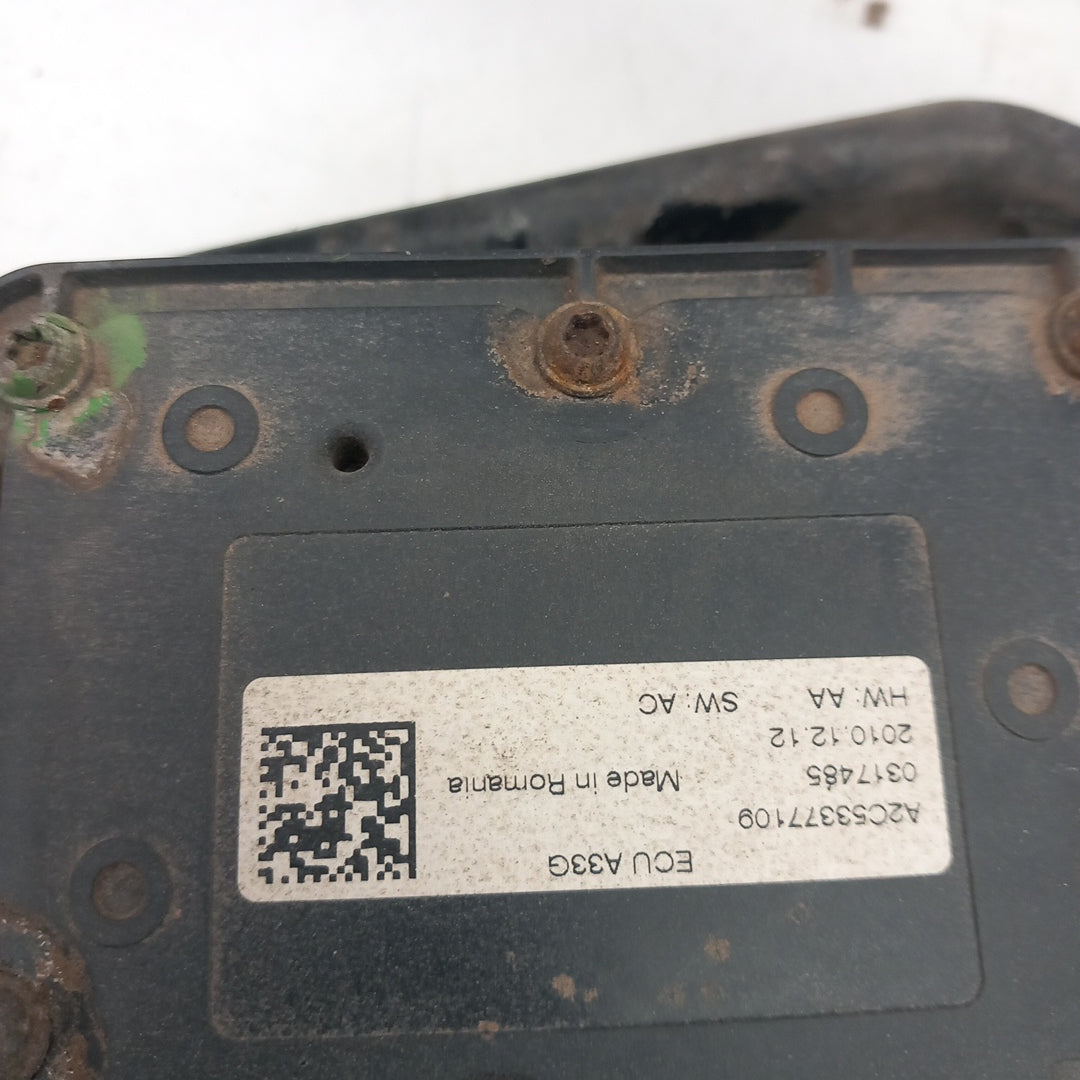 ECU A33G
A2C53377109
0317485 Made in Romania
2010.12.12
HW: AA SW: AC